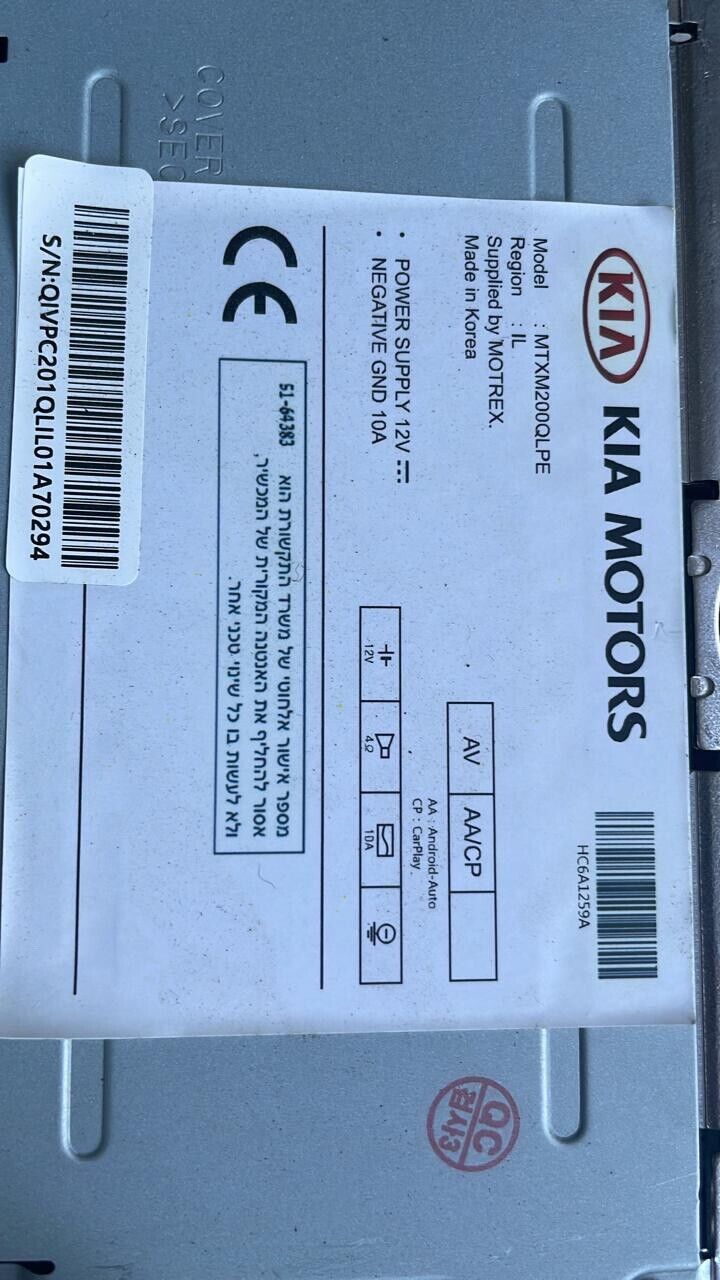 COVER
>SEC
KIA KIA MOTORS
HC6A1259A
Model : MTXM200QLPE
Region : IL
Supplied by MOTREX.
Made in Korea
AV AA/CP
AA : Android-Auto
CP : CarPlay
• POWER SUPPLY 12V
• NEGATIVE GND 10A
12V 4Ω 10A
CE
51-64383 מספר אישור אלחוטי של משרד התקשורת הוא
אסור להחליף את האנטנה המקורית של המכשיר,
ולא לעשות בו כל שינוי טכני אחר.
S/N:QIVPC201QLIL01A70294
QC